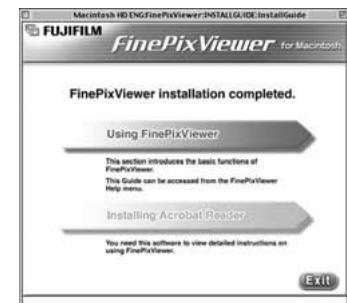 Macintosh HD ENG:FinePixViewer:INSTALLGUIDE:InstallGuide
FUJIFILM
FinePixViewer for Macintosh
FinePixViewer installation completed.
Using FinePixViewer
This section introduces the basic functions of
FinePixViewer.
This Guide can be accessed from the FinePixViewer
Help menu.
Installing Acrobat Reader
You need this software to view detailed instructions on
using FinePixViewer.
Exit